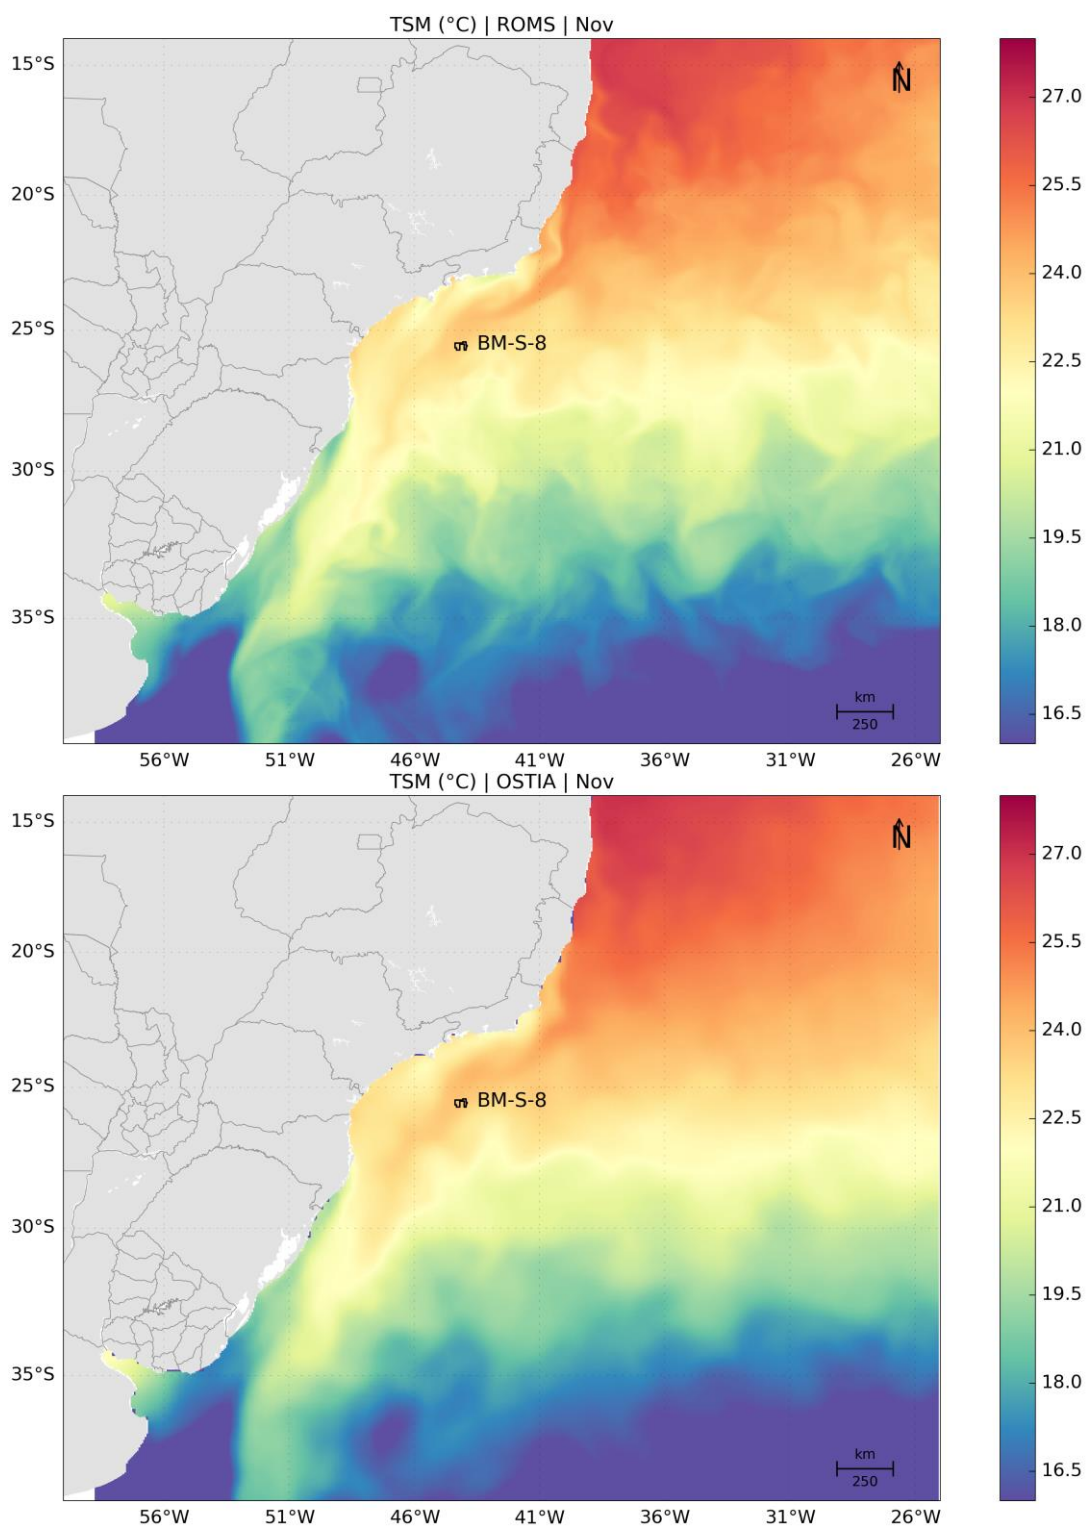 TSM (°C) | ROMS | Nov
15°S
20°S
25°S
30°S
35°S
N
BM-S-8
km
250
56°W 51°W 46°W 41°W 36°W 31°W 26°W
27.0
25.5
24.0
22.5
21.0
19.5
18.0
16.5
TSM (°C) | OSTIA | Nov
15°S
20°S
25°S
30°S
35°S
N
BM-S-8
km
250
56°W 51°W 46°W 41°W 36°W 31°W 26°W
27.0
25.5
24.0
22.5
21.0
19.5
18.0
16.5